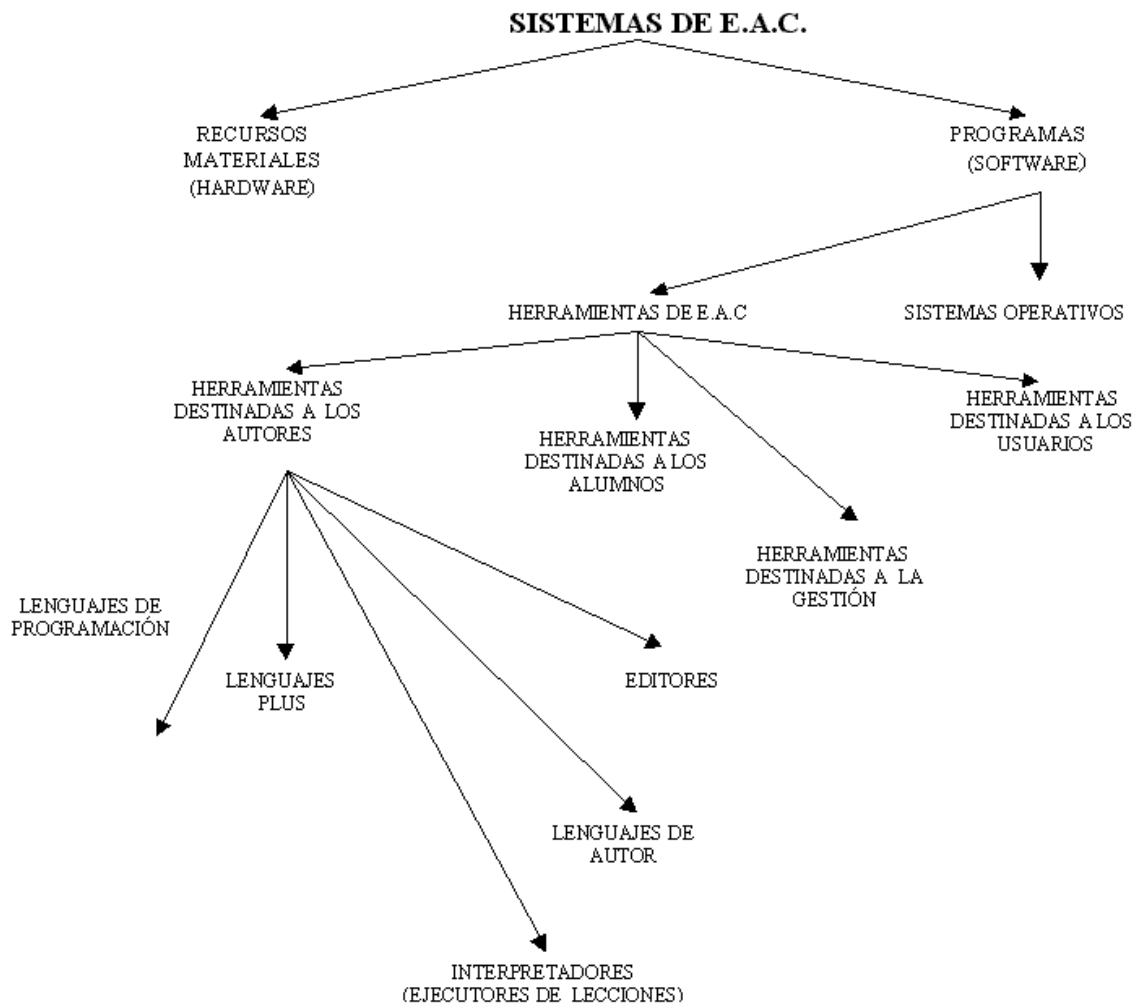 SISTEMAS DE E.A.C.
RECURSOS
MATERIALES
(HARDWARE)
PROGRAMAS
(SOFTWARE)
HERRAMIENTAS DE E.A.C
SISTEMAS OPERATIVOS
HERRAMIENTAS
DESTINADAS A LOS
AUTORES
HERRAMIENTAS
DESTINADAS A LOS
ALUMNOS
HERRAMIENTAS
DESTINADAS A LOS
USUARIOS
HERRAMIENTAS
DESTINADAS A LA
GESTIÓN
LENGUAJES DE
PROGRAMACIÓN
LENGUAJES
PLUS
EDITORES
LENGUAJES DE
AUTOR
INTERPRETADORES
(EJECUTORES DE LECCIONES)